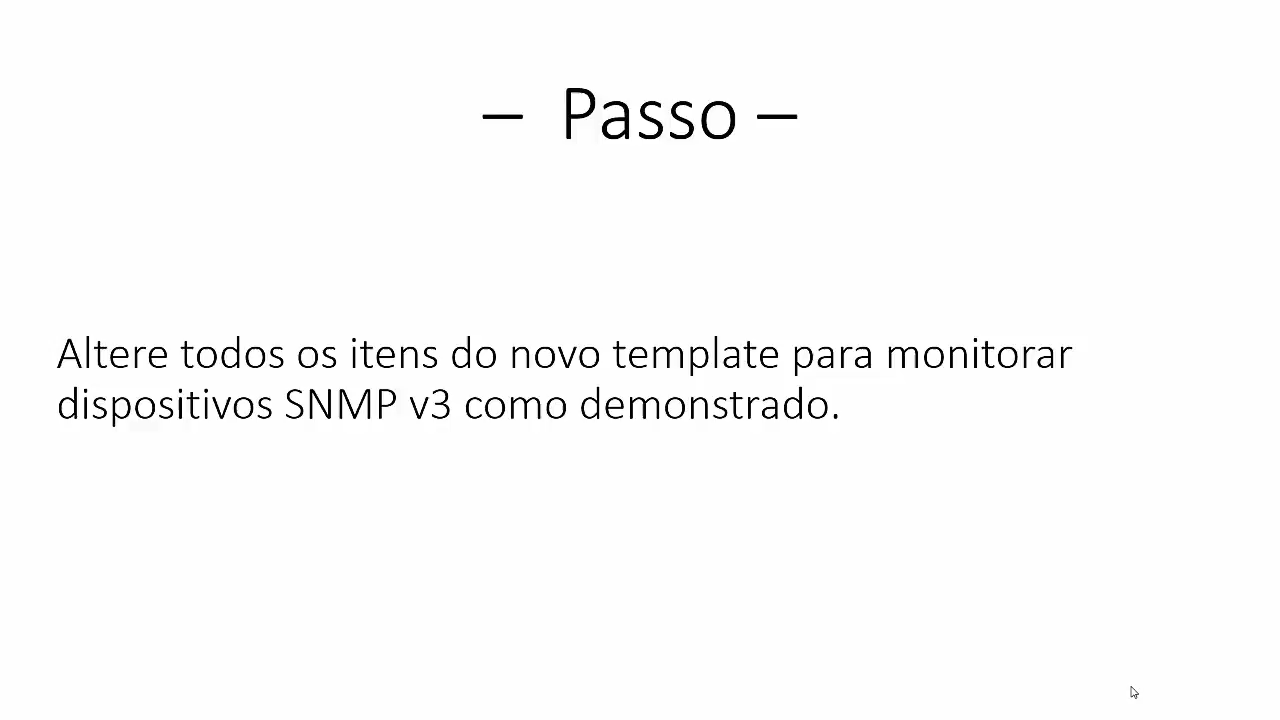 – Passo –
Altere todos os itens do novo template para monitorar
dispositivos SNMP v3 como demonstrado.